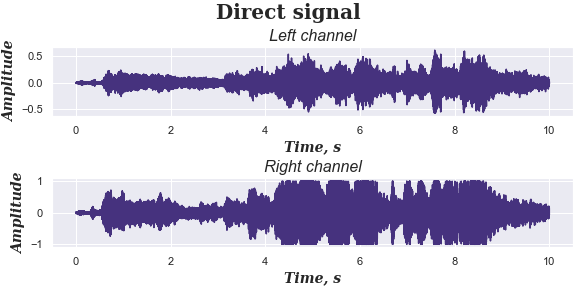 Direct signal
Left channel
Amplitude
0.5
0.0
−0.5
0 2 4 6 8 10
Time, s
Right channel
Amplitude
1
0
−1
0 2 4 6 8 10
Time, s